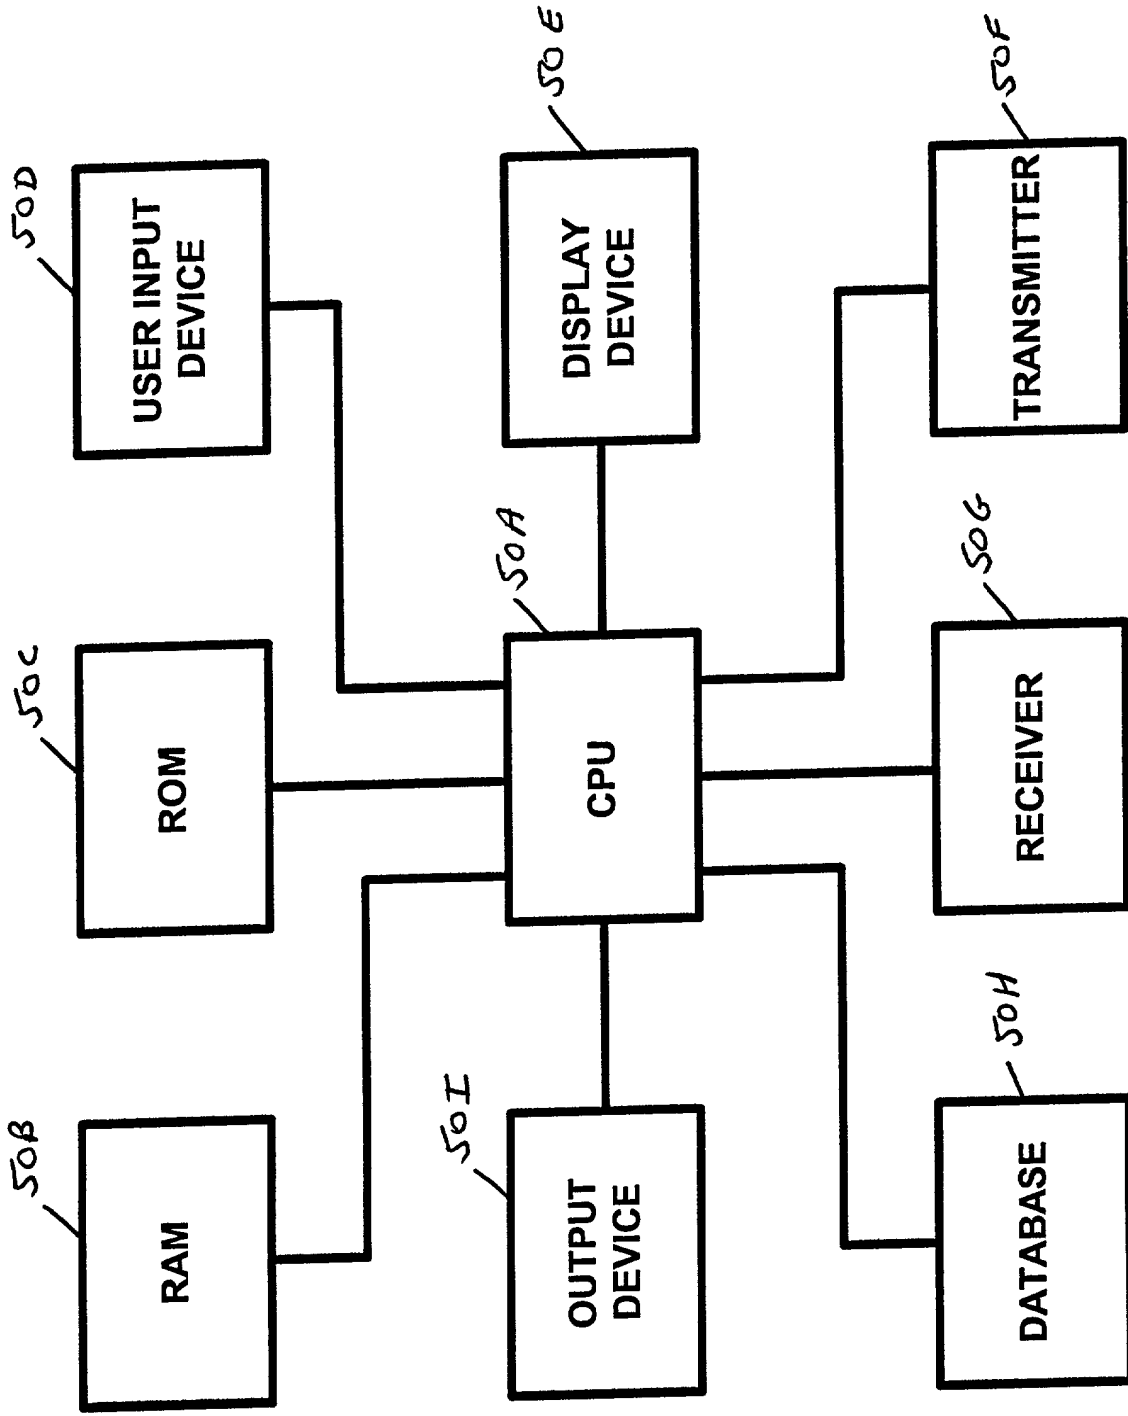 50B
RAM
50C
ROM
50D
USER INPUT
DEVICE
50I
OUTPUT
DEVICE
50A
CPU
50E
DISPLAY
DEVICE
50H
DATABASE
50G
RECEIVER
50F
TRANSMITTER